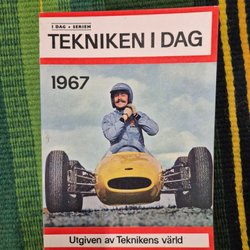 I DAG • SERIEN
TEKNIKEN I DAG
1967
Utgiven av Teknikens värld